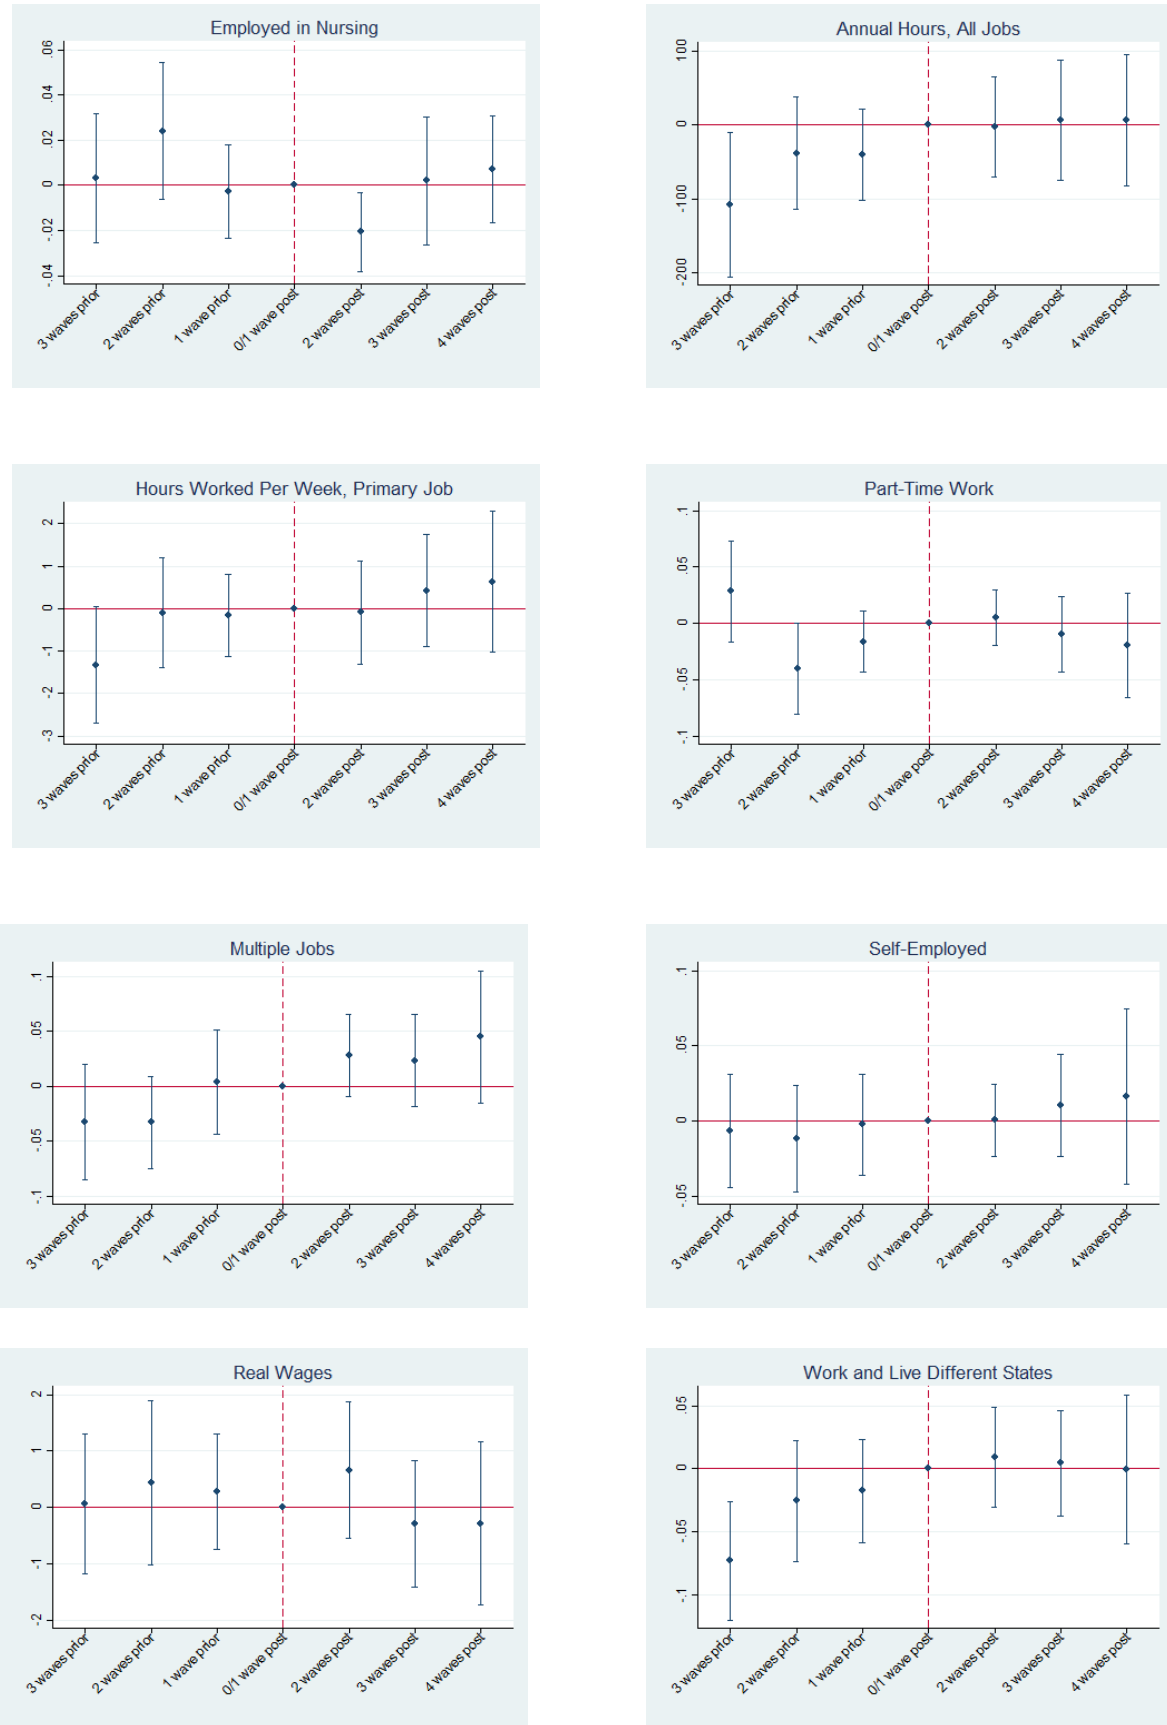 Employed in Nursing
.06
.04
.02
0
-.02
-.04
3 waves prior
2 waves prior
1 wave prior
0/1 wave post
2 waves post
3 waves post
4 waves post
Annual Hours, All Jobs
100
0
-100
-200
3 waves prior
2 waves prior
1 wave prior
0/1 wave post
2 waves post
3 waves post
4 waves post
Hours Worked Per Week, Primary Job
2
1
0
-1
-2
-3
3 waves prior
2 waves prior
1 wave prior
0/1 wave post
2 waves post
3 waves post
4 waves post
Part-Time Work
.1
.05
0
-.05
-.1
3 waves prior
2 waves prior
1 wave prior
0/1 wave post
2 waves post
3 waves post
4 waves post
Multiple Jobs
.1
.05
0
-.05
-.1
3 waves prior
2 waves prior
1 wave prior
0/1 wave post
2 waves post
3 waves post
4 waves post
Self-Employed
.1
.05
0
-.05
3 waves prior
2 waves prior
1 wave prior
0/1 wave post
2 waves post
3 waves post
4 waves post
Real Wages
2
1
0
-1
-2
3 waves prior
2 waves prior
1 wave prior
0/1 wave post
2 waves post
3 waves post
4 waves post
Work and Live Different States
.05
0
-.05
-.1
3 waves prior
2 waves prior
1 wave prior
0/1 wave post
2 waves post
3 waves post
4 waves post